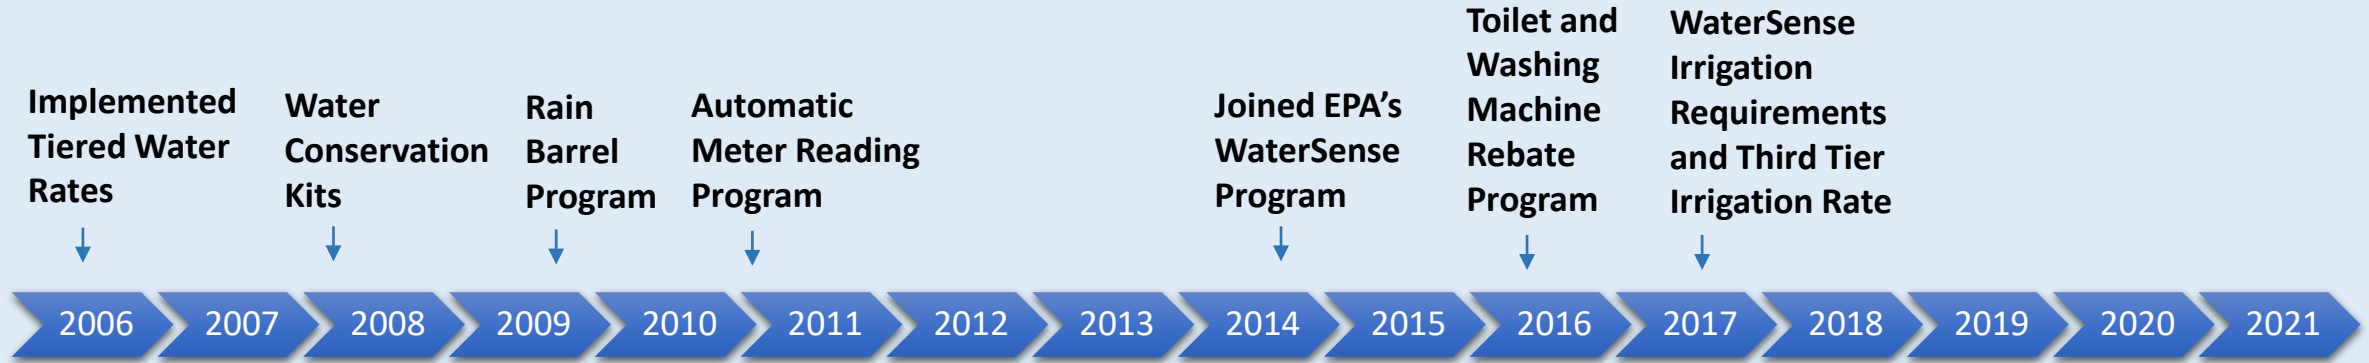 Implemented
Tiered Water
Rates
Water
Conservation
Kits
Rain
Barrel
Program
Automatic
Meter Reading
Program
Joined EPA’s
WaterSense
Program
Toilet and
Washing
Machine
Rebate
Program
WaterSense
Irrigation
Requirements
and Third Tier
Irrigation Rate
2006
2007
2008
2009
2010
2011
2012
2013
2014
2015
2016
2017
2018
2019
2020
2021